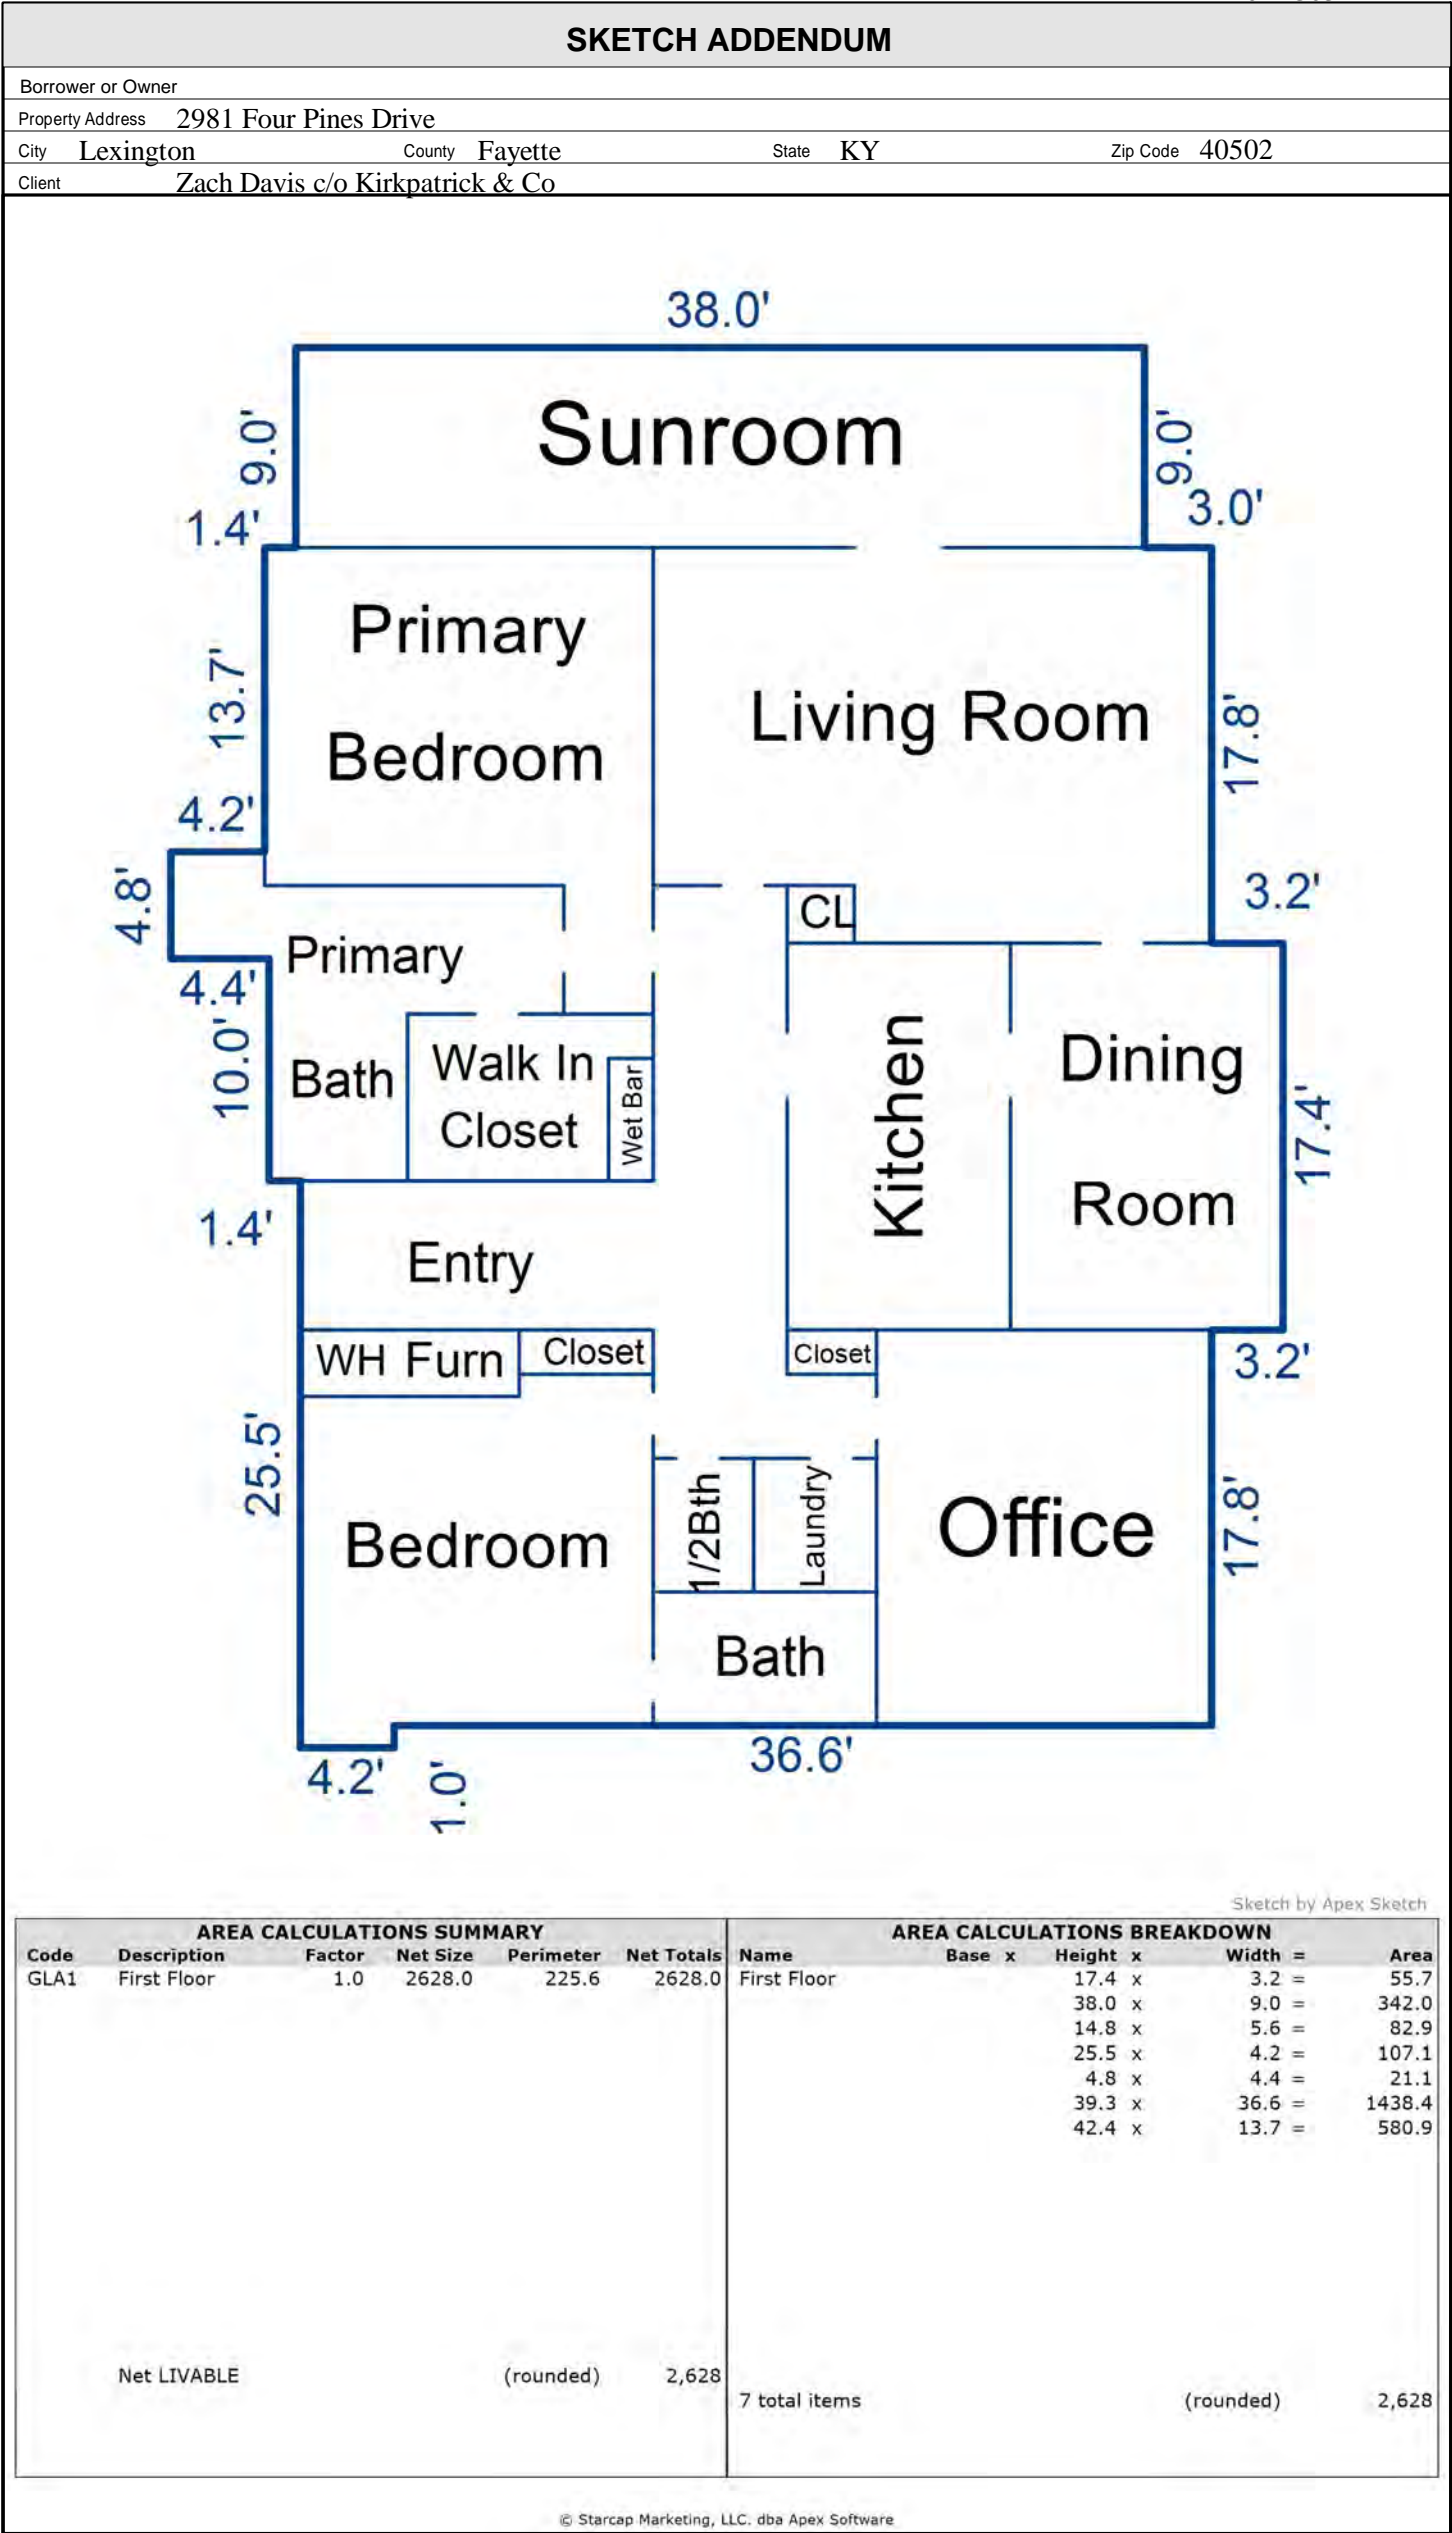 SKETCH ADDENDUM
Borrower or Owner
Property Address 2981 Four Pines Drive
City Lexington County Fayette State KY Zip Code 40502
Client Zach Davis c/o Kirkpatrick & Co
38.0'
Sunroom
9.0'
9.0'
1.4'
3.0'
Primary
Bedroom
Living Room
13.7'
17.8'
4.2'
4.8'
CL
3.2'
Primary
Bath
4.4'
10.0'
Walk In
Closet
Wet Bar
Kitchen
Dining
Room
17.4'
1.4'
Entry
WH Furn
Closet
Closet
3.2'
25.5'
Bedroom
1/2Bth
Laundry
Office
17.8'
Bath
4.2'
1.0'
36.6'
Sketch by Apex Sketch
AREA CALCULATIONS SUMMARY
Code Description Factor Net Size Perimeter Net Totals
GLA1 First Floor 1.0 2628.0 225.6 2628.0
Net LIVABLE (rounded) 2,628
AREA CALCULATIONS BREAKDOWN
Name Base x Height x Width = Area
First Floor 17.4 x 3.2 = 55.7
38.0 x 9.0 = 342.0
14.8 x 5.6 = 82.9
25.5 x 4.2 = 107.1
4.8 x 4.4 = 21.1
39.3 x 36.6 = 1438.4
42.4 x 13.7 = 580.9
7 total items (rounded) 2,628
© Starcap Marketing, LLC. dba Apex Software